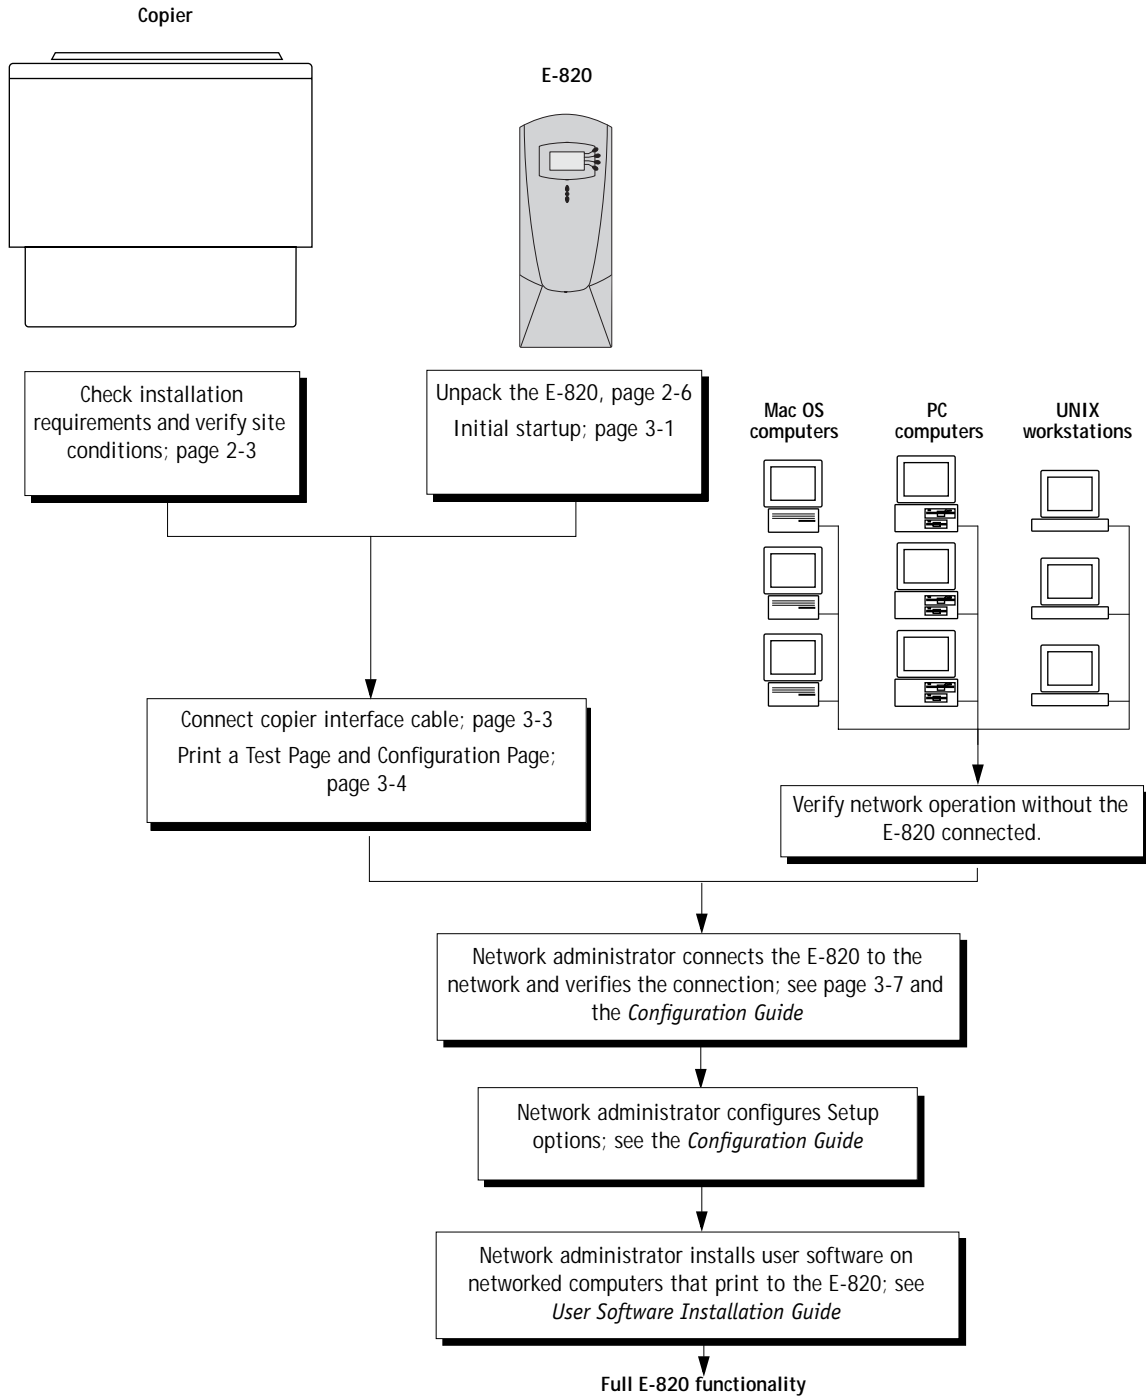 Copier
E-820
Check installation
requirements and verify site
conditions; page 2-3
Unpack the E-820, page 2-6
Initial startup; page 3-1
Mac OS
computers
PC
computers
UNIX
workstations
Connect copier interface cable; page 3-3
Print a Test Page and Configuration Page;
page 3-4
Verify network operation without the
E-820 connected.
Network administrator connects the E-820 to the
network and verifies the connection; see page 3-7 and
the Configuration Guide
Network administrator configures Setup
options; see the Configuration Guide
Network administrator installs user software on
networked computers that print to the E-820; see
User Software Installation Guide
Full E-820 functionality